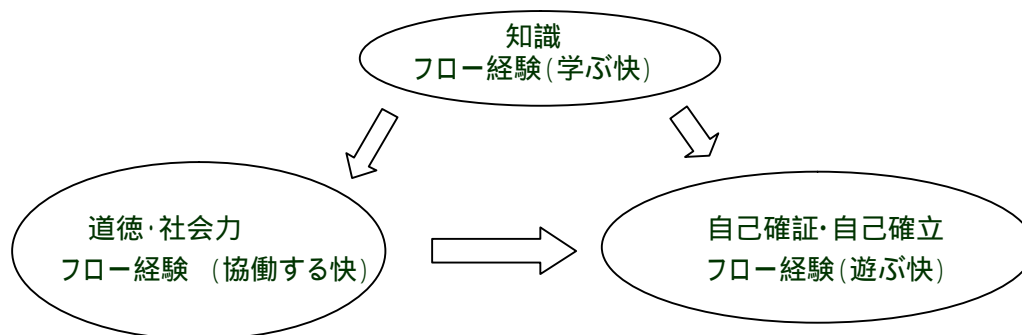 知識
フロー経験(学ぶ快)
道徳・社会力
フロー経験 (協働する快)
自己確証・自己確立
フロー経験(遊ぶ快)